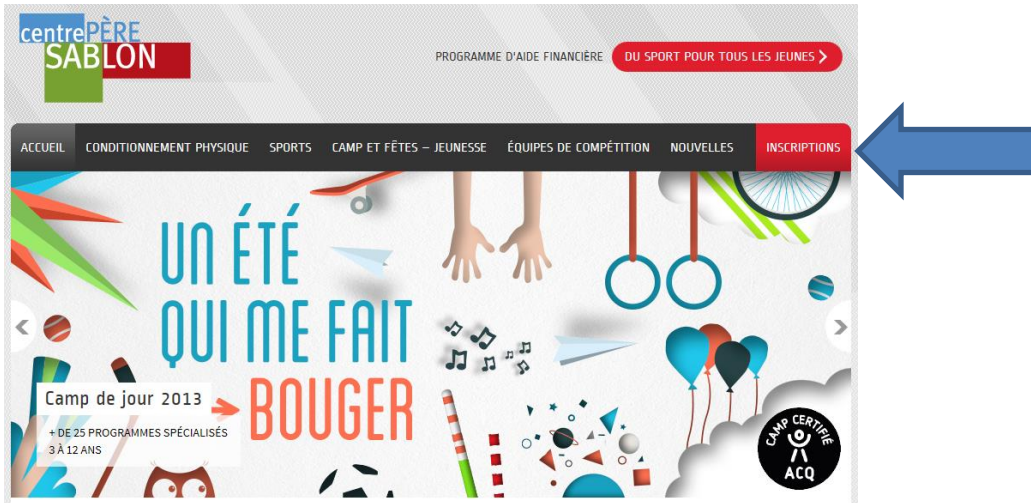 centre PÈRE
SABLON
PROGRAMME D'AIDE FINANCIÈRE
DU SPORT POUR TOUS LES JEUNES
ACCUEIL
CONDITIONNEMENT PHYSIQUE
SPORTS
CAMP ET FÊTES – JEUNESSE
ÉQUIPES DE COMPÉTITION
NOUVELLES
INSCRIPTIONS
UN ÉTÉ
QUI ME FAIT
BOUGER
Camp de jour 2013
+ DE 25 PROGRAMMES SPÉCIALISÉS
3 À 12 ANS
CAMP CERTIFIÉ
ACQ